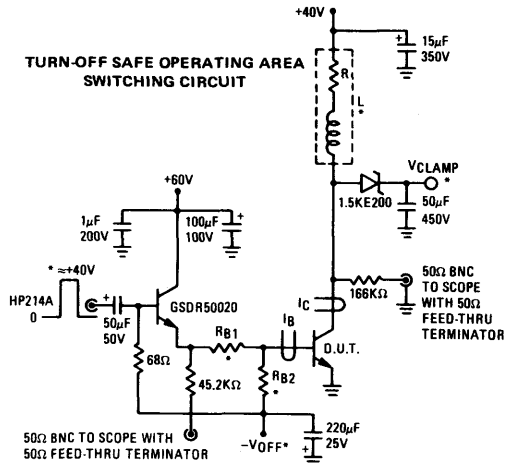 +40V
15µF
350V
TURN-OFF SAFE OPERATING AREA
SWITCHING CIRCUIT
R
L
*
+60V
VCLAMP
*
1.5KE200
50µF
450V
1µF
200V
100µF
100V
+
* ≈+40V
HP214A
0
+
50µF
50V
GSDR50020
166KΩ
50Ω BNC
TO SCOPE
WITH 50Ω
FEED-THRU
TERMINATOR
IC
RB1
*
IB
D.U.T.
68Ω
45.2KΩ
RB2
*
50Ω BNC TO SCOPE WITH
50Ω FEED-THRU TERMINATOR
-VOFF*
220µF
25V
+